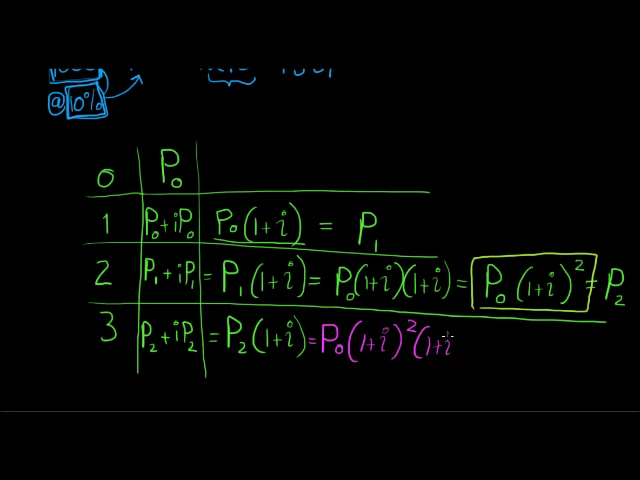 @ 10%
0 P₀
1 P₀+iP₀ P₀(1+i) = P₁
2 P₁+iP₁ = P₁(1+i) = P₀(1+i)(1+i) = P₀(1+i)² = P₂
3 P₂+iP₂ = P₂(1+i) = P₀(1+i)²(1+i